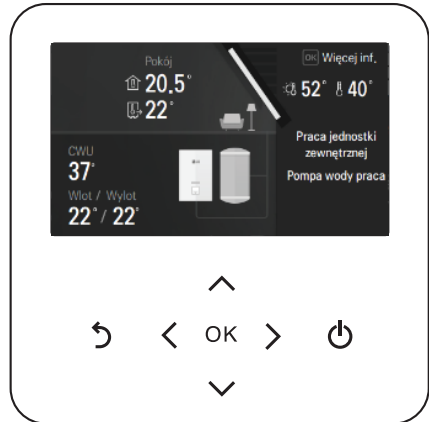 Pokój
20.5°
22°
OK Więcej inf.
52° 40°
Praca jednostki
zewnętrznej
Pompa wody praca
CWU
37°
Wlot / Wylot
22° / 22°
LG
OK